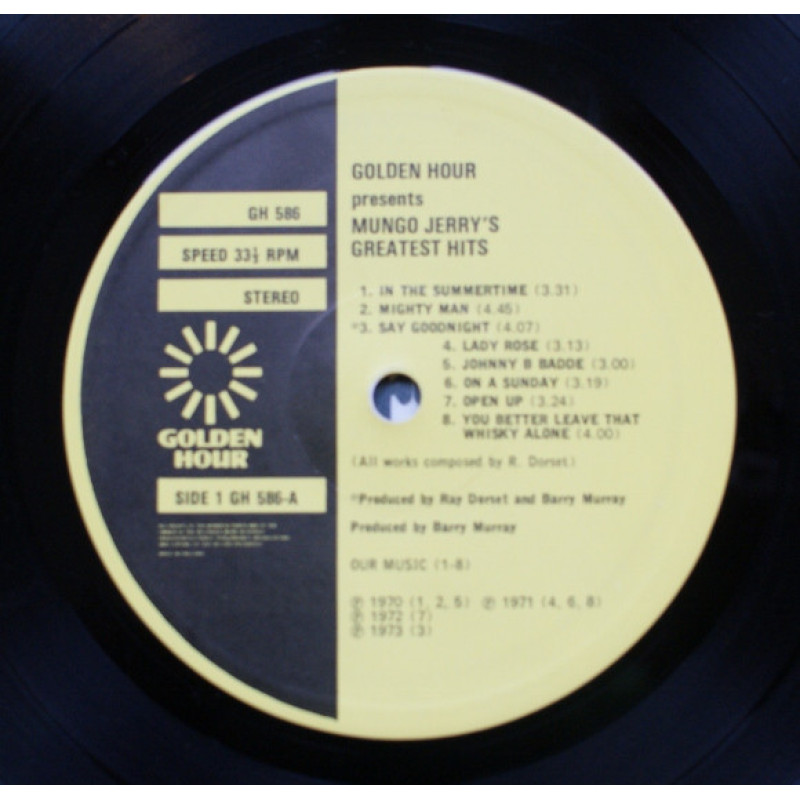 GOLDEN HOUR
presents
MUNGO JERRY'S
GREATEST HITS
GH 586
SPEED 33⅓ RPM
STEREO
1. IN THE SUMMERTIME (3.31)
2. MIGHTY MAN (4.45)
*3. SAY GOODNIGHT (4.07)
4. LADY ROSE (3.13)
5. JOHNNY B BADDE (3.00)
6. ON A SUNDAY (3.19)
7. OPEN UP (3.24)
8. YOU BETTER LEAVE THAT
WHISKY ALONE (4.00)
(All works composed by R. Dorset)
GOLDEN
HOUR
SIDE 1 GH 586-A
*Produced by Ray Dorset and Barry Murray
Produced by Barry Murray
OUR MUSIC (1-8)
℗ 1970 (1, 2, 5) ℗ 1971 (4, 6, 8)
℗ 1972 (7)
℗ 1973 (3)